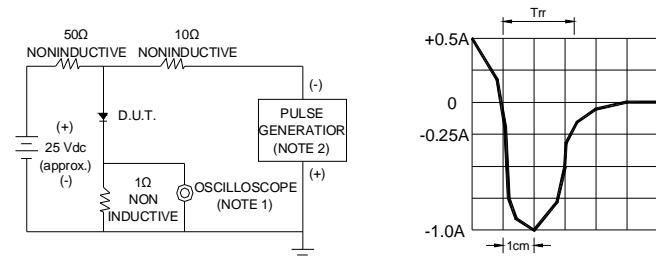 50Ω
NONINDUCTIVE
10Ω
NONINDUCTIVE
(+)
25 Vdc
(approx.)
(-)
D.U.T.
1Ω
NON
INDUCTIVE
OSCILLOSCOPE
(NOTE 1)
(-)
PULSE
GENERATIOR
(NOTE 2)
(+)
Trr
+0.5A
0
-0.25A
-1.0A
1cm